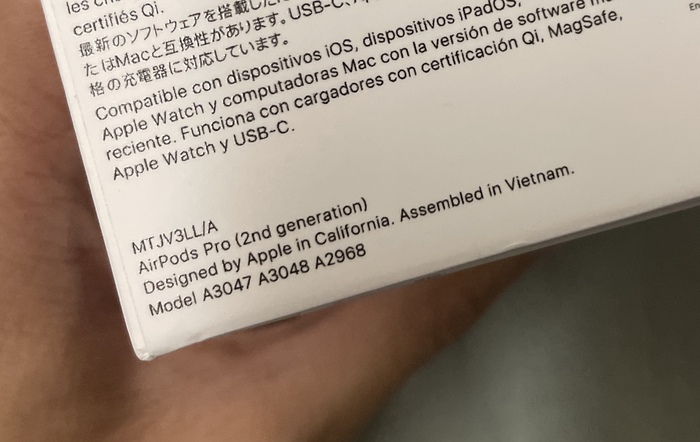 les
certifiés Qi.
最新のソフトウェアを搭載した
たはMacと互換性があります。USB-C、
格の充電器に対応しています。
Compatible con dispositivos iOS, dispositivos iPadOS,
Apple Watch y computadoras Mac con la versión de software
reciente. Funciona con cargadores con certificación Qi, MagSafe,
Apple Watch y USB-C.
MTJV3LL/A
AirPods Pro (2nd generation)
Designed by Apple in California. Assembled in Vietnam.
Model A3047 A3048 A2968